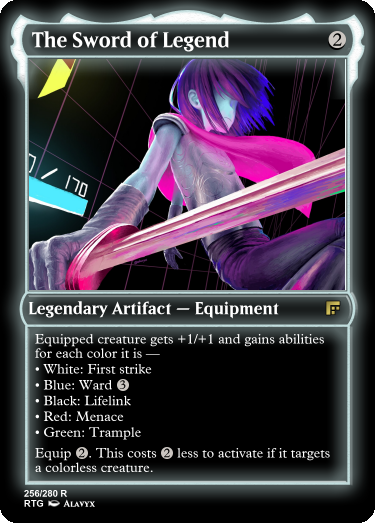 The Sword of Legend 2
/ 170
Legendary Artifact — Equipment
Equipped creature gets +1/+1 and gains abilities
for each color it is —
• White: First strike
• Blue: Ward 3
• Black: Lifelink
• Red: Menace
• Green: Trample
Equip 2. This costs 2 less to activate if it targets
a colorless creature.
256/280 R
RTG ALAVYX